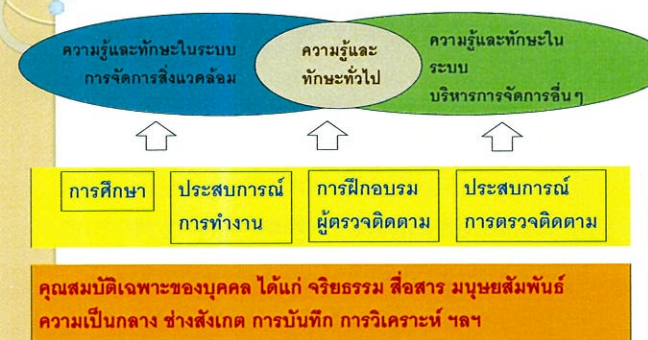 ความรู้และทักษะในระบบ
การจัดการสิ่งแวดล้อม
ความรู้และ
ทักษะทั่วไป
ความรู้และทักษะใน
ระบบ
บริหารการจัดการอื่นๆ
การศึกษา
ประสบการณ์
การทำงาน
การฝึกอบรม
ผู้ตรวจติดตาม
ประสบการณ์
การตรวจติดตาม
คุณสมบัติเฉพาะของบุคคล ได้แก่ จริยธรรม สื่อสาร มนุษยสัมพันธ์
ความเป็นกลาง ช่างสังเกต การบันทึก การวิเคราะห์ ฯลฯ